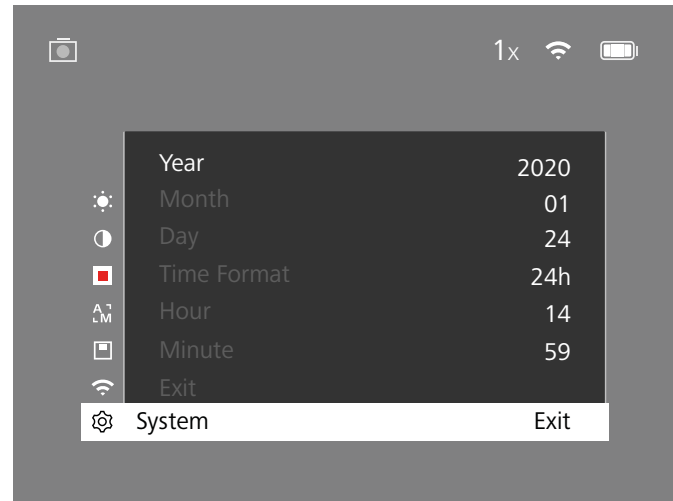 1x
Year 2020
Month 01
Day 24
Time Format 24h
Hour 14
Minute 59
Exit
System Exit
A
M